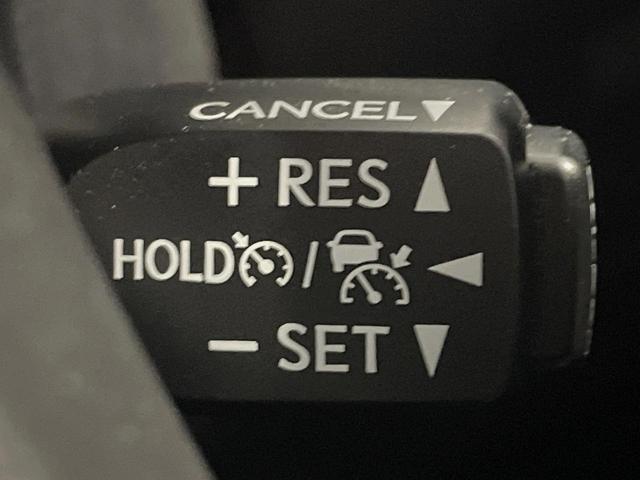 CANCEL▼
+ RES ▲
HOLD / ◀
− SET ▼